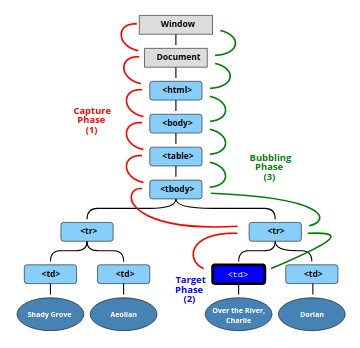 Window
Document
<html>
Capture
Phase
(1)
<body>
<table>
Bubbling
Phase
(3)
<tbody>
<tr>
<tr>
<td>
<td>
<td>
<td>
Target
Phase
(2)
Shady Grove
Aeolian
Over the River,
Charlie
Dorian